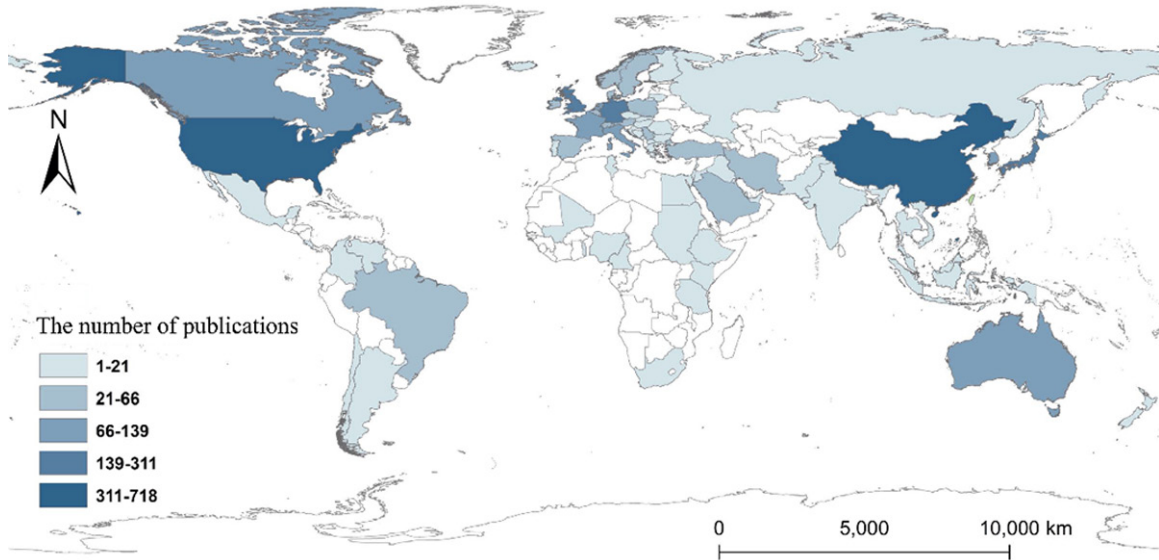 N
The number of publications
1-21
21-66
66-139
139-311
311-718
0 5,000 10,000 km